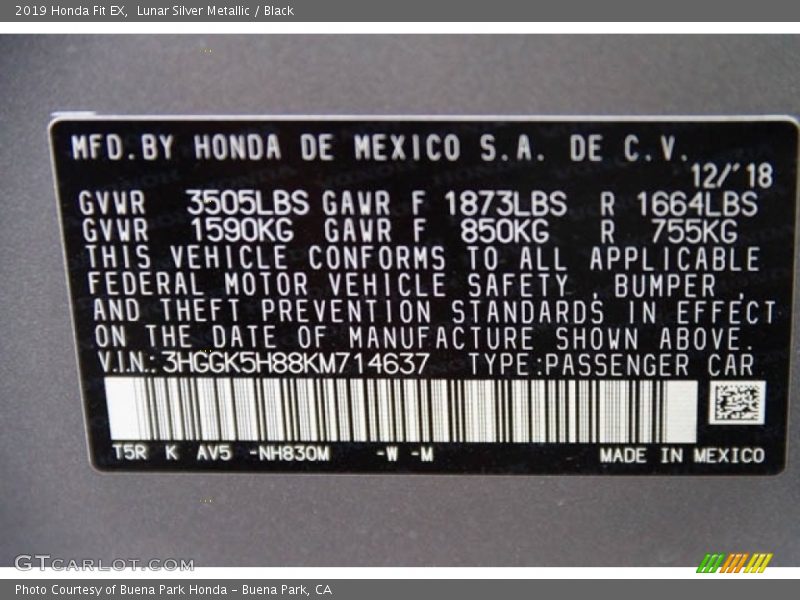 2019 Honda Fit EX,  Lunar Silver Metallic / Black
MFD.BY HONDA DE MEXICO S.A. DE C.V.
12/'18
GVWR 3505LBS GAWR F 1873LBS R 1664LBS
GVWR 1590KG GAWR F 850KG R 755KG
THIS VEHICLE CONFORMS TO ALL APPLICABLE
FEDERAL MOTOR VEHICLE SAFETY , BUMPER ,
AND THEFT PREVENTION STANDARDS IN EFFECT
ON THE DATE OF MANUFACTURE SHOWN ABOVE.
V.I.N.: 3HGGK5H88KM714637 TYPE:PASSENGER CAR
T5R K AV5 -NH830M -W -M MADE IN MEXICO
GTCARLOT.COM
Photo Courtesy of Buena Park Honda - Buena Park, CA